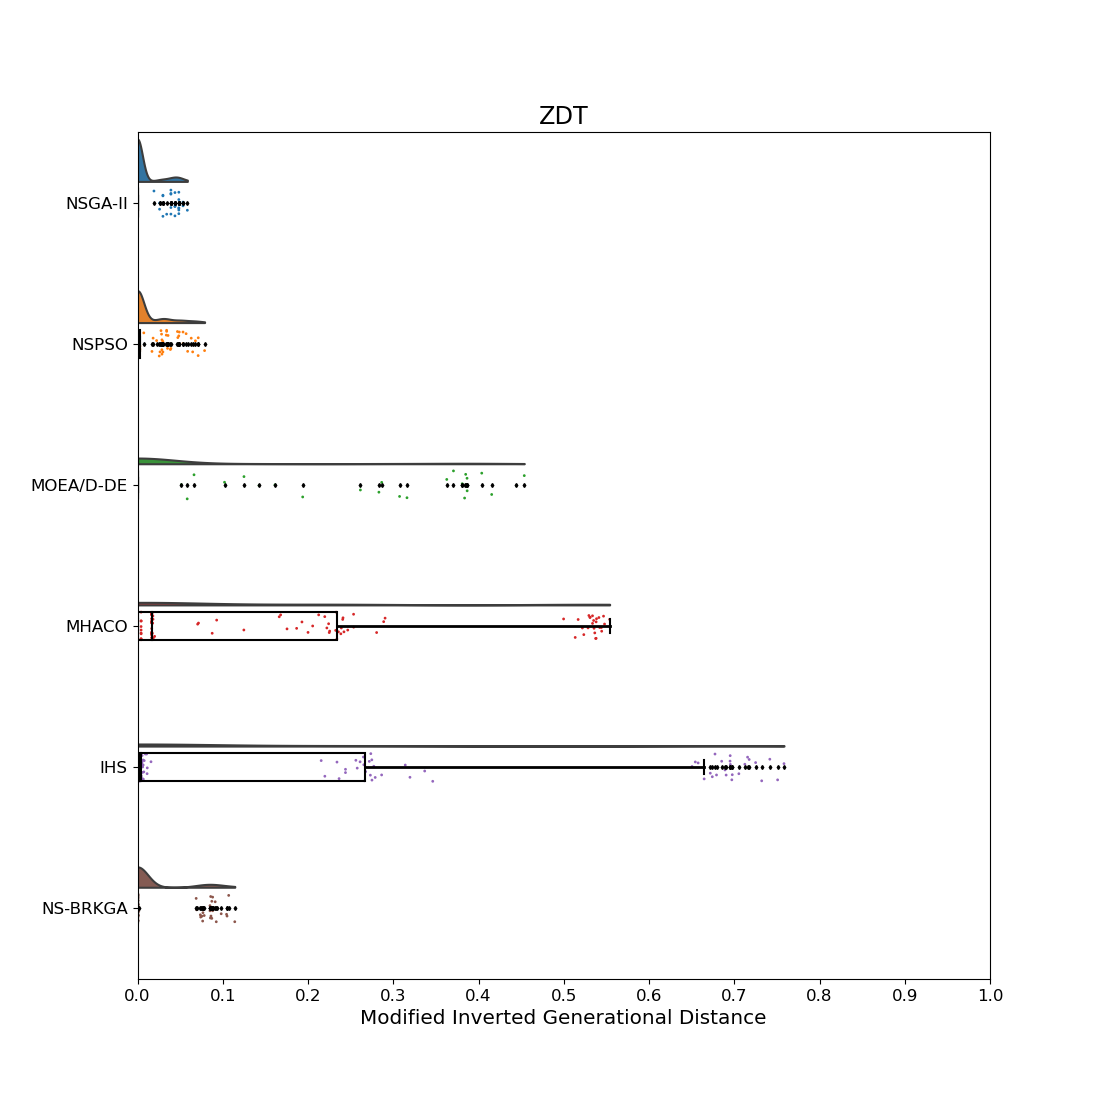 ZDT
NSGA-II
NSPSO
MOEA/D-DE
MHACO
IHS
NS-BRKGA
0.0 0.1 0.2 0.3 0.4 0.5 0.6 0.7 0.8 0.9 1.0
Modified Inverted Generational Distance